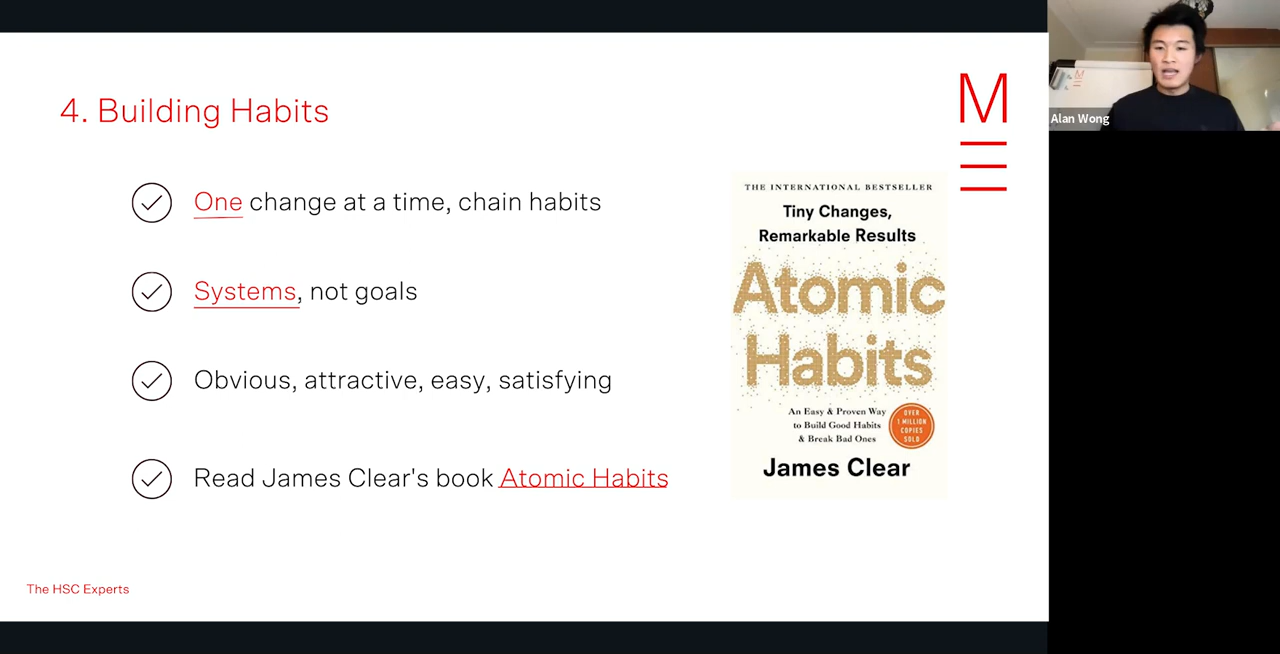 4. Building Habits
M
One change at a time, chain habits
Systems, not goals
Obvious, attractive, easy, satisfying
Read James Clear's book Atomic Habits
THE INTERNATIONAL BESTSELLER
Tiny Changes,
Remarkable Results
Atomic
Habits
An Easy & Proven Way
to Build Good Habits
& Break Bad Ones
OVER
1 MILLION
COPIES
SOLD
James Clear
The HSC Experts
M
Alan Wong